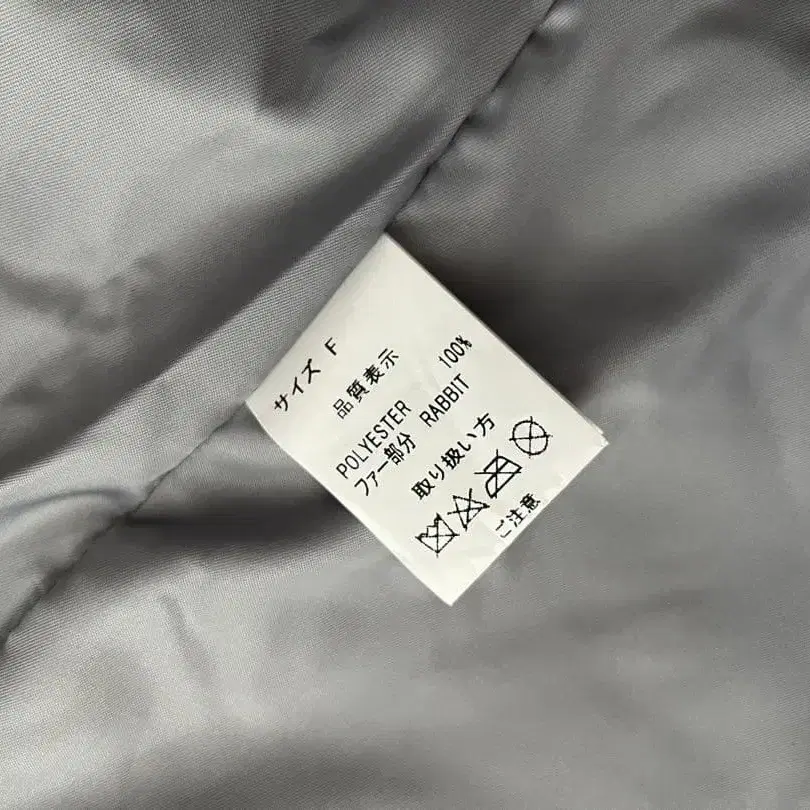 サイズ F
品質表示
POLYESTER 100%
ファー部分 RABBIT
取り扱い方
ご注意